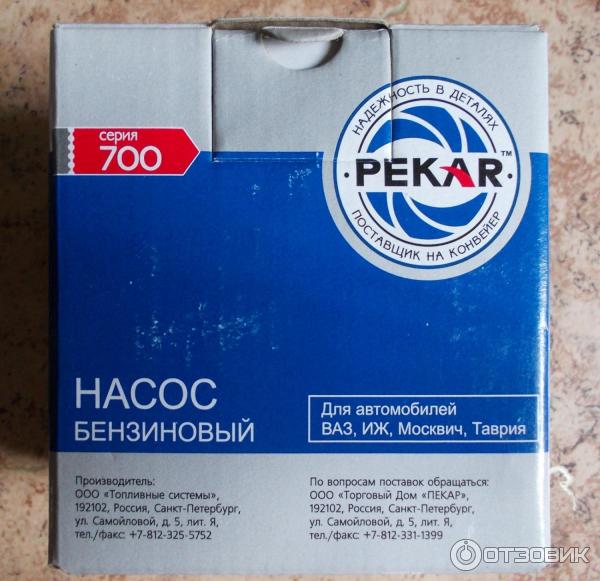 серия
700
НАДЕЖНОСТЬ В ДЕТАЛЯХ
PEKAR™
ПОСТАВЩИК НА КОНВЕЙЕР
НАСОС
БЕНЗИНОВЫЙ
Для автомобилей
ВАЗ, ИЖ, Москвич, Таврия
Производитель:
ООО «Топливные системы»,
192102, Россия, Санкт-Петербург,
ул. Самойловой, д. 5, лит. Я,
тел./факс: +7-812-325-5752
По вопросам поставок обращаться:
ООО «Торговый Дом «ПЕКАР»,
192102, Россия, Санкт-Петербург,
ул. Самойловой, д. 5, лит. Я,
тел./факс: +7-812-331-1399
ОТЗОВИК